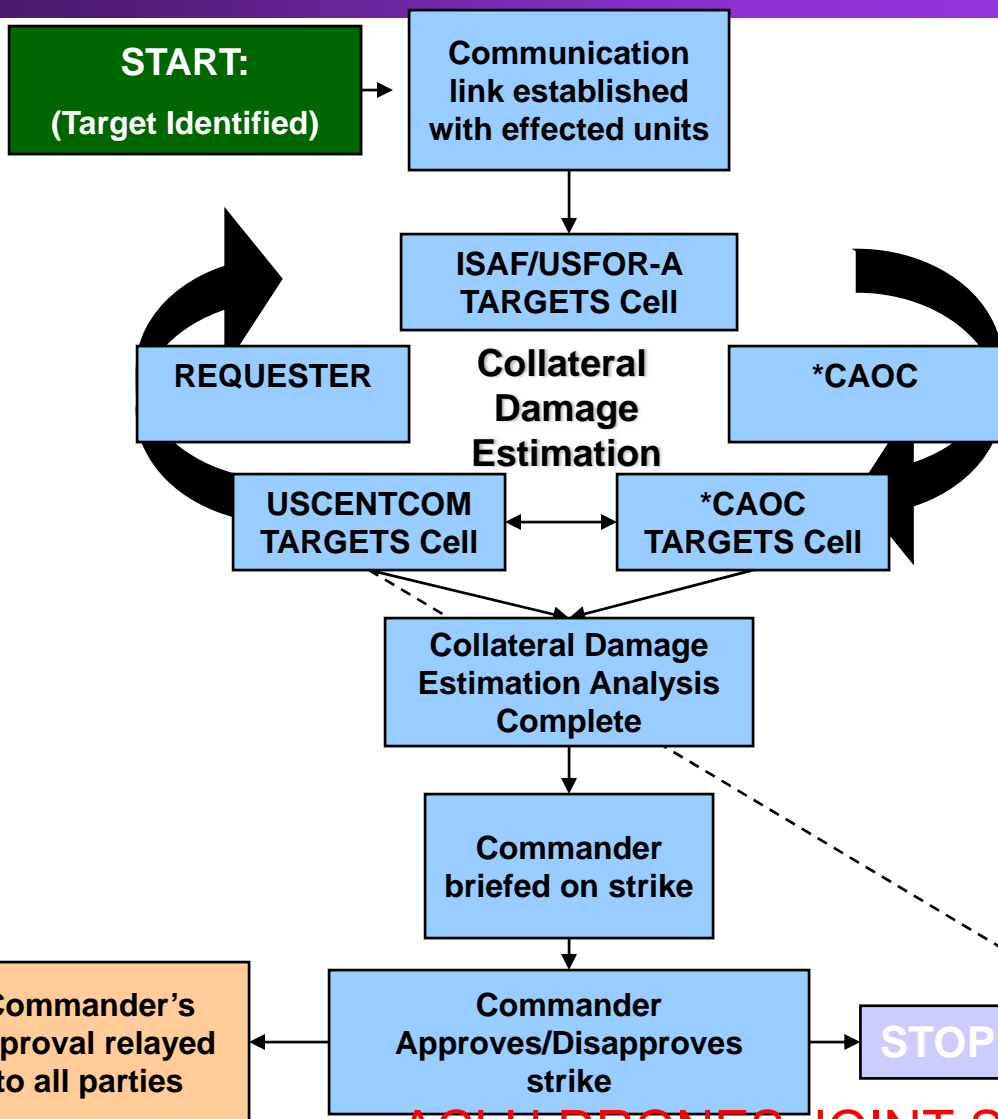 START:
(Target Identified)
Communication
link established
with effected units
ISAF/USFOR-A
TARGETS Cell
REQUESTER
Collateral
Damage
Estimation
*CAOC
USCENTCOM
TARGETS Cell
*CAOC
TARGETS Cell
Collateral Damage
Estimation Analysis
Complete
Commander
briefed on strike
Commander's
relayed
to all parties
Commander
Approves/Disapproves
strike
STOP
DRONES JOINT